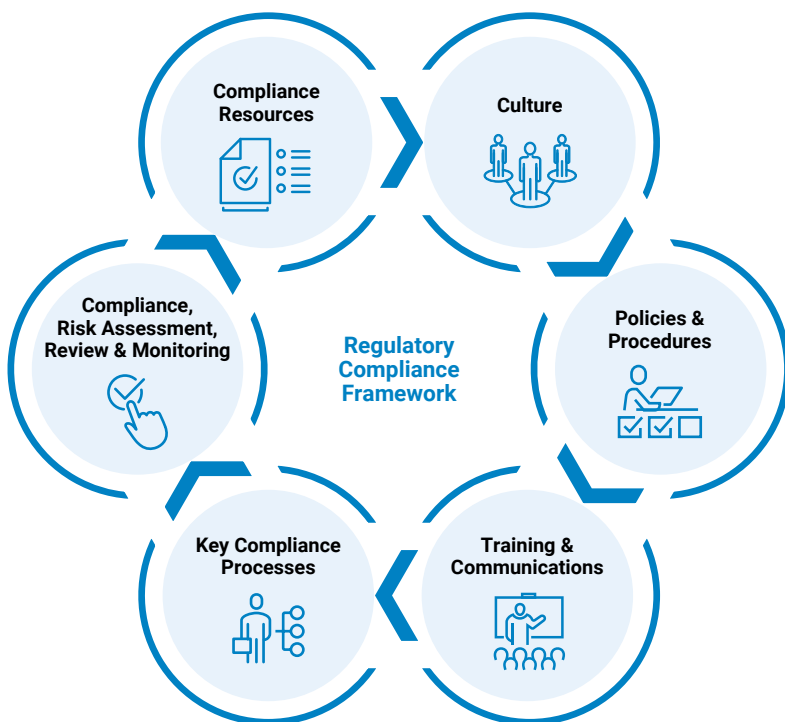 Compliance
Resources
Culture
Policies &
Procedures
Training &
Communications
Key Compliance
Processes
Compliance,
Risk Assessment,
Review & Monitoring
Regulatory
Compliance
Framework